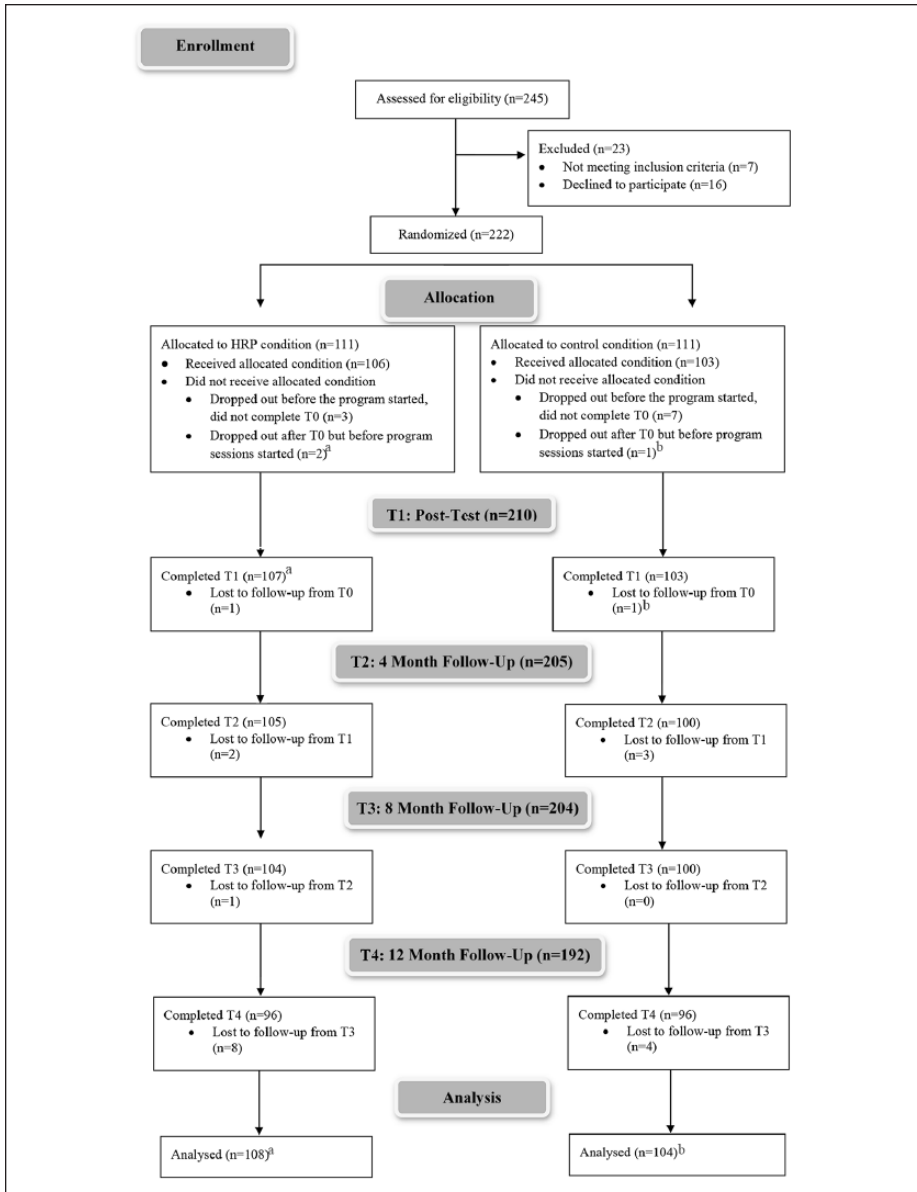 Enrollment
Assessed for eligibility (n=245)
Excluded (n=23)
• Not meeting inclusion criteria (n=7)
• Declined to participate (n=16)
Randomized (n=222)
Allocation
Allocated to HRP condition (n=111)
• Received allocated condition (n=106)
• Did not receive allocated condition
• Dropped out before the program started,
did not complete T0 (n=3)
• Dropped out after T0 but before program
sessions started (n=2)a
Allocated to control condition (n=111)
• Received allocated condition (n=103)
• Did not receive allocated condition
• Dropped out before the program started,
did not complete T0 (n=7)
• Dropped out after T0 but before program
sessions started (n=1)b
T1: Post-Test (n=210)
Completed T1 (n=107)a
• Lost to follow-up from T0
(n=1)
Completed T1 (n=103)
• Lost to follow-up from T0
(n=1)b
T2: 4 Month Follow-Up (n=205)
Completed T2 (n=105)
• Lost to follow-up from T1
(n=2)
Completed T2 (n=100)
• Lost to follow-up from T1
(n=3)
T3: 8 Month Follow-Up (n=204)
Completed T3 (n=104)
• Lost to follow-up from T2
(n=1)
Completed T3 (n=100)
• Lost to follow-up from T2
(n=0)
T4: 12 Month Follow-Up (n=192)
Completed T4 (n=96)
• Lost to follow-up from T3
(n=8)
Completed T4 (n=96)
• Lost to follow-up from T3
(n=4)
Analysis
Analysed (n=108)a
Analysed (n=104)b